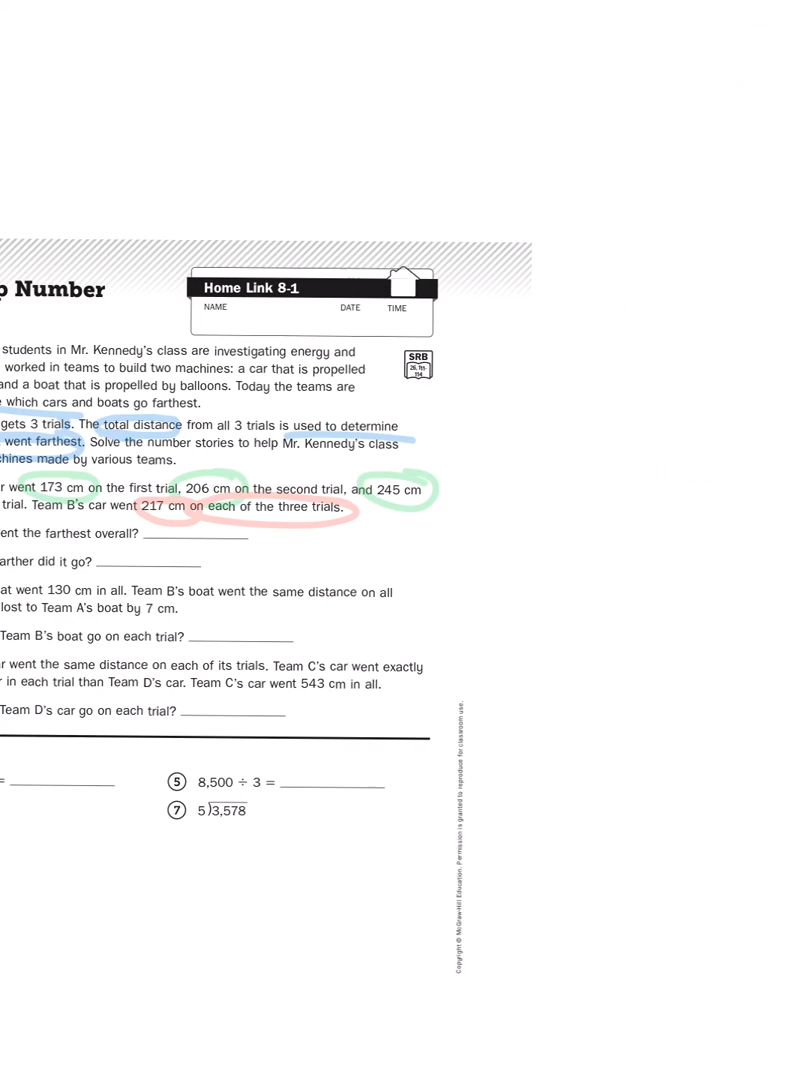 Number
Home Link 8-1
NAME DATE TIME
students in Mr. Kennedy's class are investigating energy and
worked in teams to build two machines: a car that is propelled
and a boat that is propelled by balloons. Today the teams are
which cars and boats go farthest.
SRB
gets 3 trials. The total distance from all 3 trials is used to determine
went farthest. Solve the number stories to help Mr. Kennedy's class
made by various teams.
went 173 cm on the first trial, 206 cm on the second trial, and 245 cm
trial. Team B's car went 217 cm on each of the three trials.
the farthest overall?
did it go?
went 130 cm in all. Team B's boat went the same distance on all
lost to Team A's boat by 7 cm.
Team B's boat go on each trial?
went the same distance on each of its trials. Team C's car went exactly
in each trial than Team D's car. Team C's car went 543 cm in all.
Team D's car go on each trial?
=
5 8,500 ÷ 3 =
7 5)3,578
Copyright © McGraw-Hill Education. Permission is granted to reproduce for classroom use.